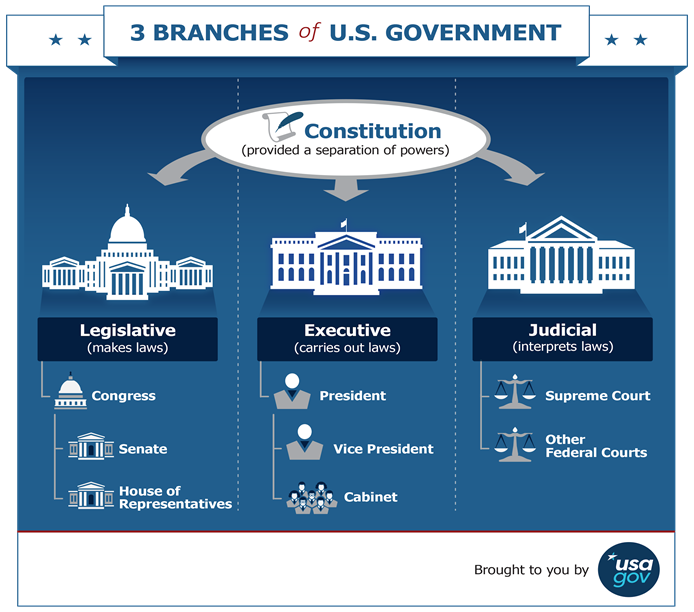 3 BRANCHES of U.S. GOVERNMENT
Constitution
(provided a separation of powers)
Legislative
(makes laws)
Congress
Senate
House of
Representatives
Executive
(carries out laws)
President
Vice President
Cabinet
Judicial
(interprets laws)
Supreme Court
Other
Federal Courts
Brought to you by
usa
gov